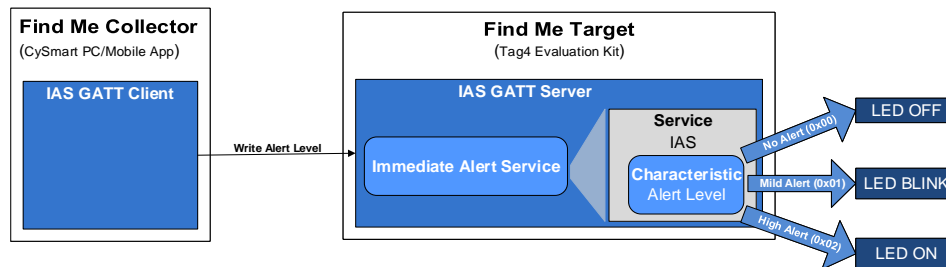 Find Me Collector
(CySmart PC/Mobile App)
IAS GATT Client
Write Alert Level
Find Me Target
(Tag4 Evaluation Kit)
IAS GATT Server
Immediate Alert Service
Service
IAS
Characteristic
Alert Level
No Alert (0x00)
Mild Alert (0x01)
High Alert (0x02)
LED OFF
LED BLINK
LED ON